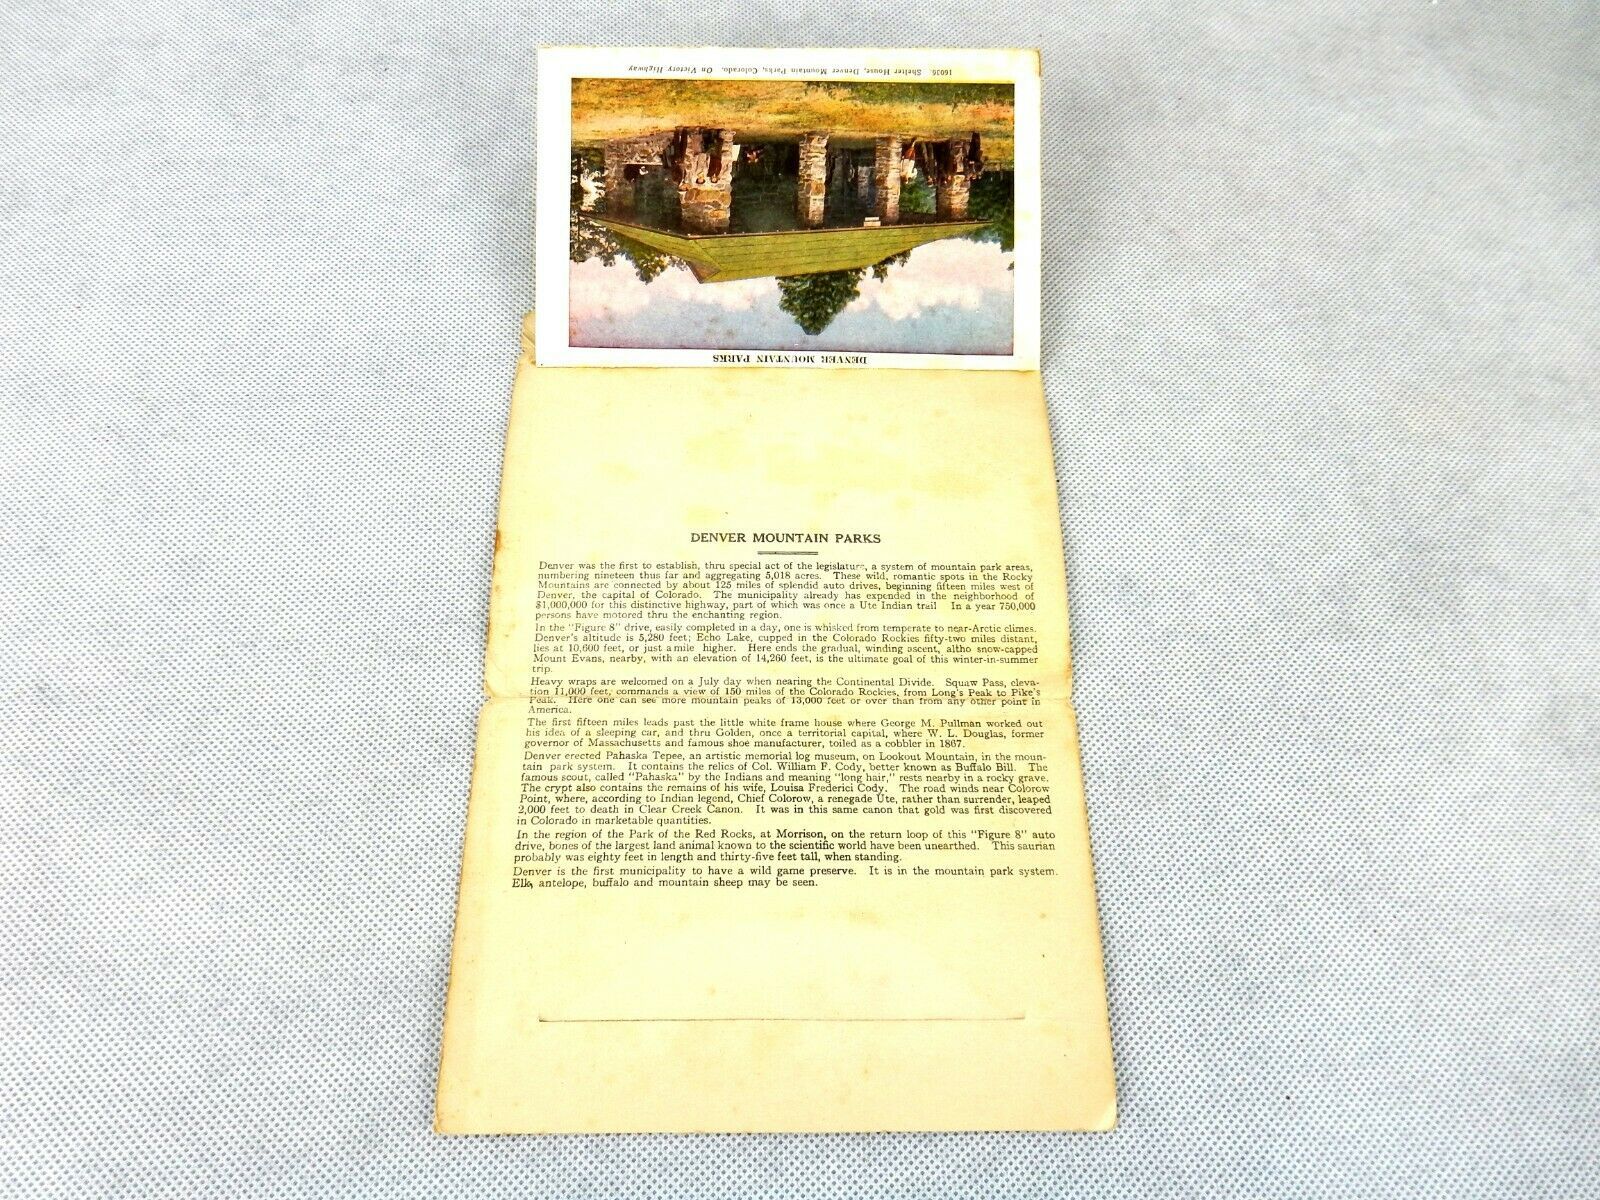 16036. Shelter House, Denver Mountain Parks, Colorado. On Victory Highway
DENVER MOUNTAIN PARKS
DENVER MOUNTAIN PARKS
Denver was the first to establish, thru special act of the legislature, a system of mountain park areas,
numbering nineteen thus far and aggregating 5,018 acres. These wild, romantic spots in the Rocky
Mountains are connected by about 125 miles of splendid auto drives, beginning fifteen miles west of
Denver, the capital of Colorado. The municipality already has expended in the neighborhood of
$1,000,000 for this distinctive highway, part of which was once a Ute Indian trail In a year 750,000
persons have motored thru the enchanting region.
In the "Figure 8" drive, easily completed in a day, one is whisked from temperate to near-Arctic climes.
Denver's altitude is 5,280 feet; Echo Lake, cupped in the Colorado Rockies fifty-two miles distant,
lies at 10,600 feet, or just a mile higher. Here ends the gradual, winding ascent, altho snow-capped
Mount Evans, nearby, with an elevation of 14,260 feet, is the ultimate goal of this winter-in-summer
trip.
Heavy wraps are welcomed on a July day when nearing the Continental Divide. Squaw Pass, eleva-
tion 11,000 feet, commands a view of 150 miles of the Colorado Rockies, from Long's Peak to Pike's
Peak. Here one can see more mountain peaks of 13,000 feet or over than from any other point in
America.
The first fifteen miles leads past the little white frame house where George M. Pullman worked out
his idea of a sleeping car, and thru Golden, once a territorial capital, where W. L. Douglas, former
governor of Massachusetts and famous shoe manufacturer, toiled as a cobbler in 1867.
Denver erected Pahaska Tepee, an artistic memorial log museum, on Lookout Mountain, in the moun-
tain park system. It contains the relics of Col. William F. Cody, better known as Buffalo Bill. The
famous scout, called "Pahaska" by the Indians and meaning "long hair," rests nearby in a rocky grave.
The crypt also contains the remains of his wife, Louisa Frederici Cody. The road winds near Colorow
Point, where, according to Indian legend, Chief Colorow, a renegade Ute, rather than surrender, leaped
2,000 feet to death in Clear Creek Canon. It was in this same canon that gold was first discovered
in Colorado in marketable quantities.
In the region of the Park of the Red Rocks, at Morrison, on the return loop of this "Figure 8" auto
drive, bones of the largest land animal known to the scientific world have been unearthed. This saurian
probably was eighty feet in length and thirty-five feet tall, when standing.
Denver is the first municipality to have a wild game preserve. It is in the mountain park system.
Elk, antelope, buffalo and mountain sheep may be seen.